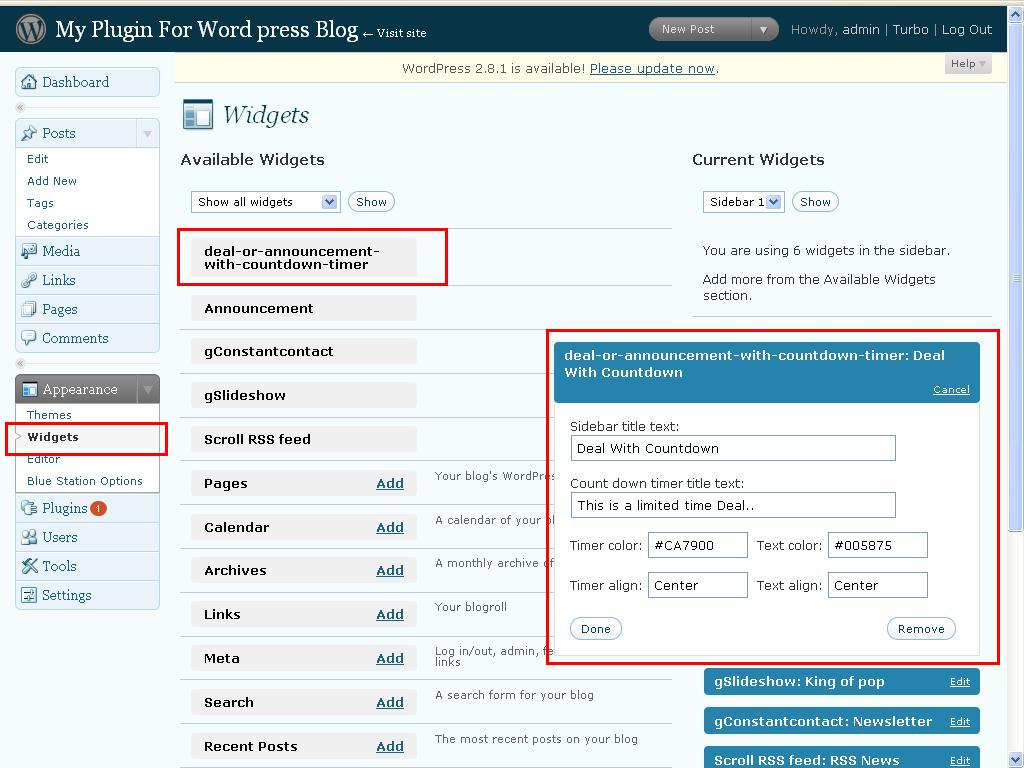 My Plugin For Word press Blog ← Visit site
New Post
Howdy, admin | Turbo | Log Out
WordPress 2.8.1 is available! Please update now.
Help
Dashboard
Posts
Edit
Add New
Tags
Categories
Media
Links
Pages
Comments
Appearance
Themes
Widgets
Editor
Blue Station Options
Plugins 1
Users
Tools
Settings
Widgets
Available Widgets
Show all widgets
Show
deal-or-announcement-
with-countdown-timer
Announcement
gConstantcontact
gSlideshow
Scroll RSS feed
Pages Add
Your blog's WordPres
Calendar Add
A calendar of your bl
Archives Add
A monthly archive of
Links Add
Your blogroll
Meta Add
Log in/out, admin, fe
links
Search Add
A search form for your blog
Recent Posts Add
The most recent posts on your blog
Current Widgets
Sidebar 1
Show
You are using 6 widgets in the sidebar.
Add more from the Available Widgets
section.
deal-or-announcement-with-countdown-timer: Deal
With Countdown
Cancel
Sidebar title text:
Deal With Countdown
Count down timer title text:
This is a limited time Deal..
Timer color: #CA7900 Text color: #005875
Timer align: Center Text align: Center
Done
Remove
gSlideshow: King of pop Edit
gConstantcontact: Newsletter Edit
Scroll RSS feed: RSS News Edit